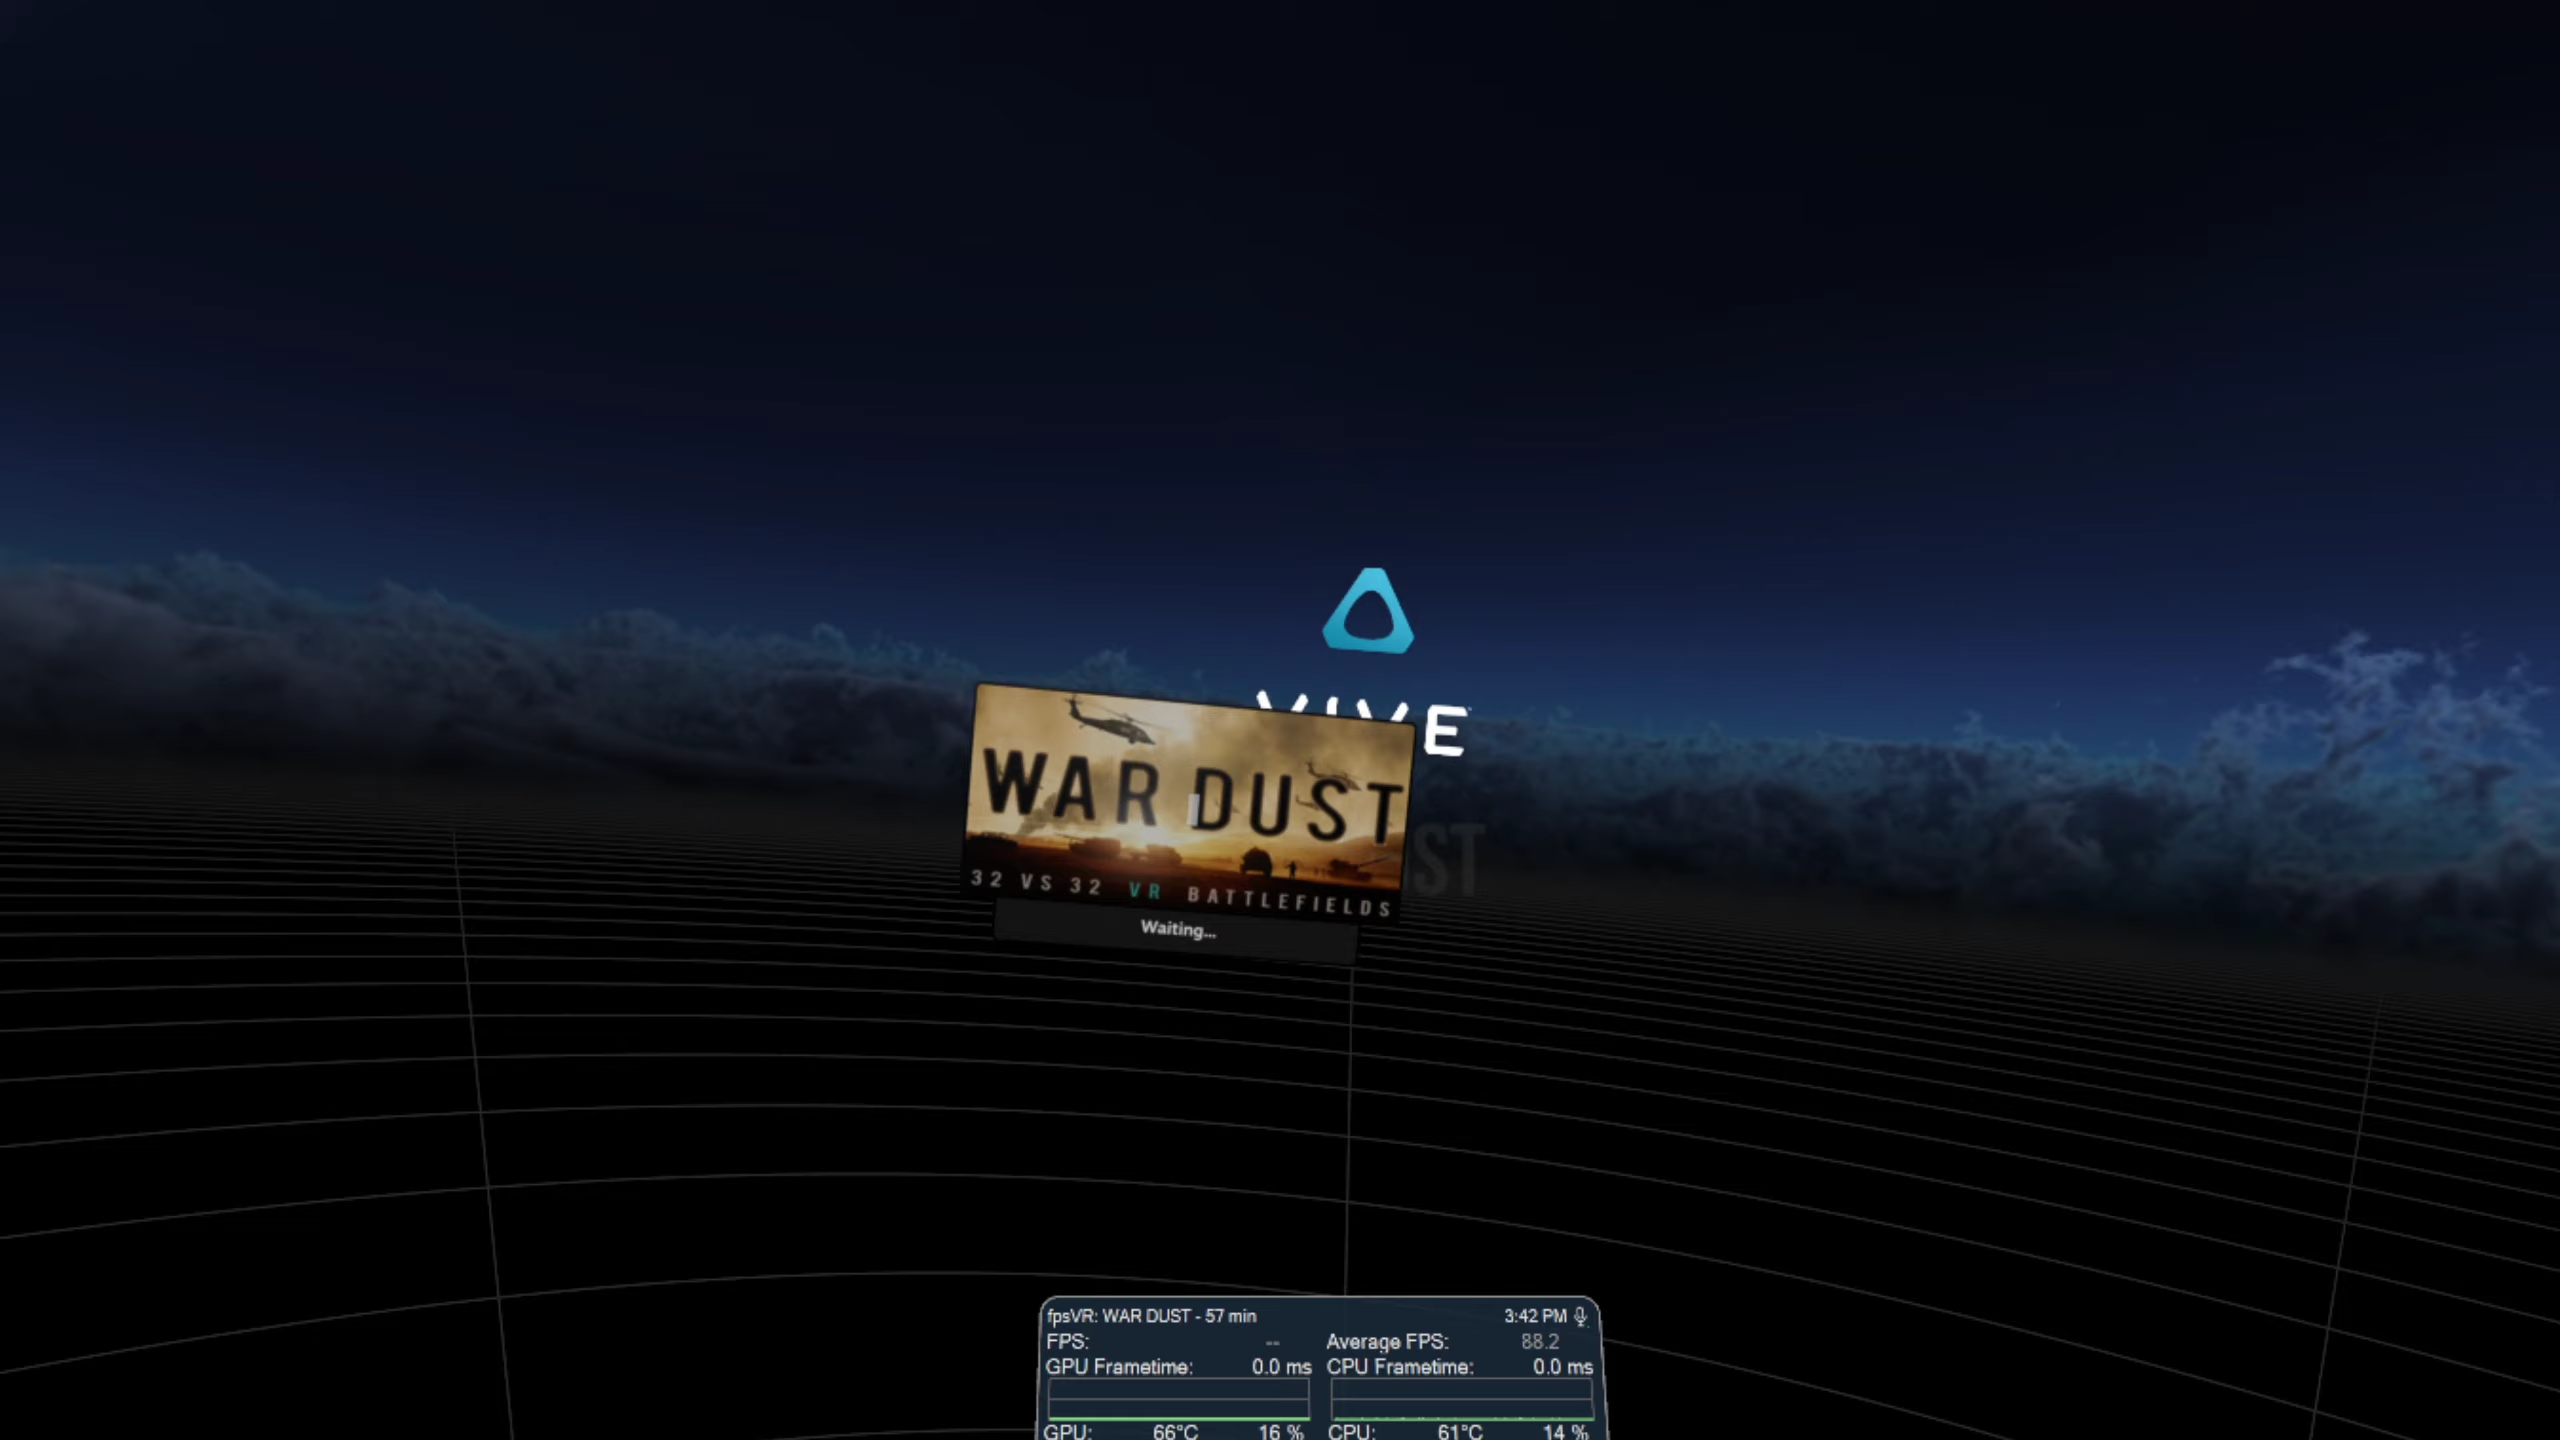 VIVE
WAR DUST
ST
32 VS 32 VR BATTLEFIELDS
Waiting...
fpsVR: WAR DUST - 57 min 3:42 PM
FPS: -- Average FPS: 88.2
GPU Frametime: 0.0 ms CPU Frametime: 0.0 ms
GPU: 66°C 16 % CPU: 61°C 14 %